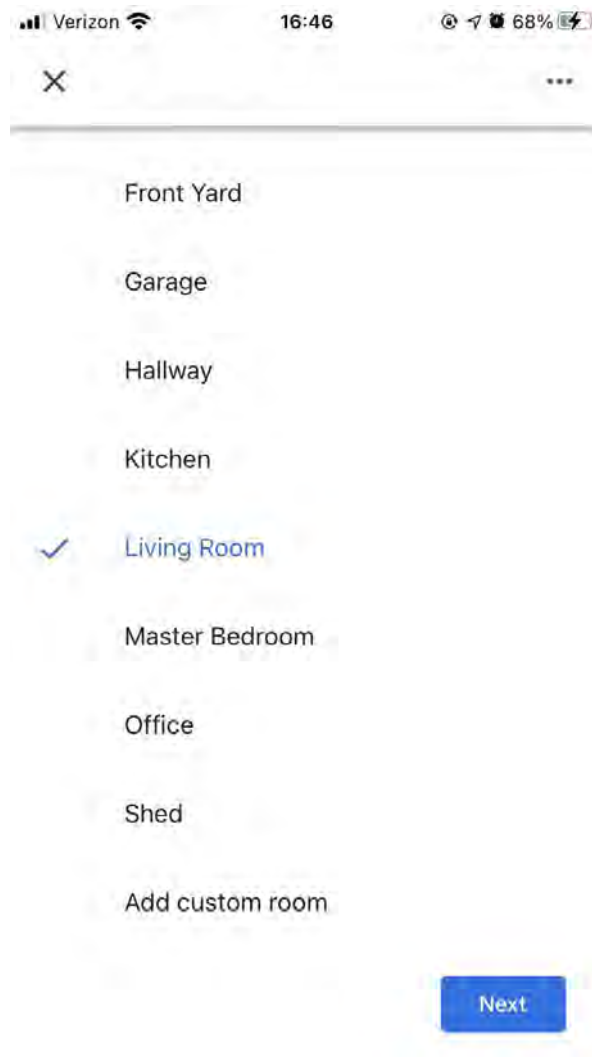 Verizon 16:46 68%
Front Yard
Garage
Hallway
Kitchen
Living Room
Master Bedroom
Office
Shed
Add custom room
Next